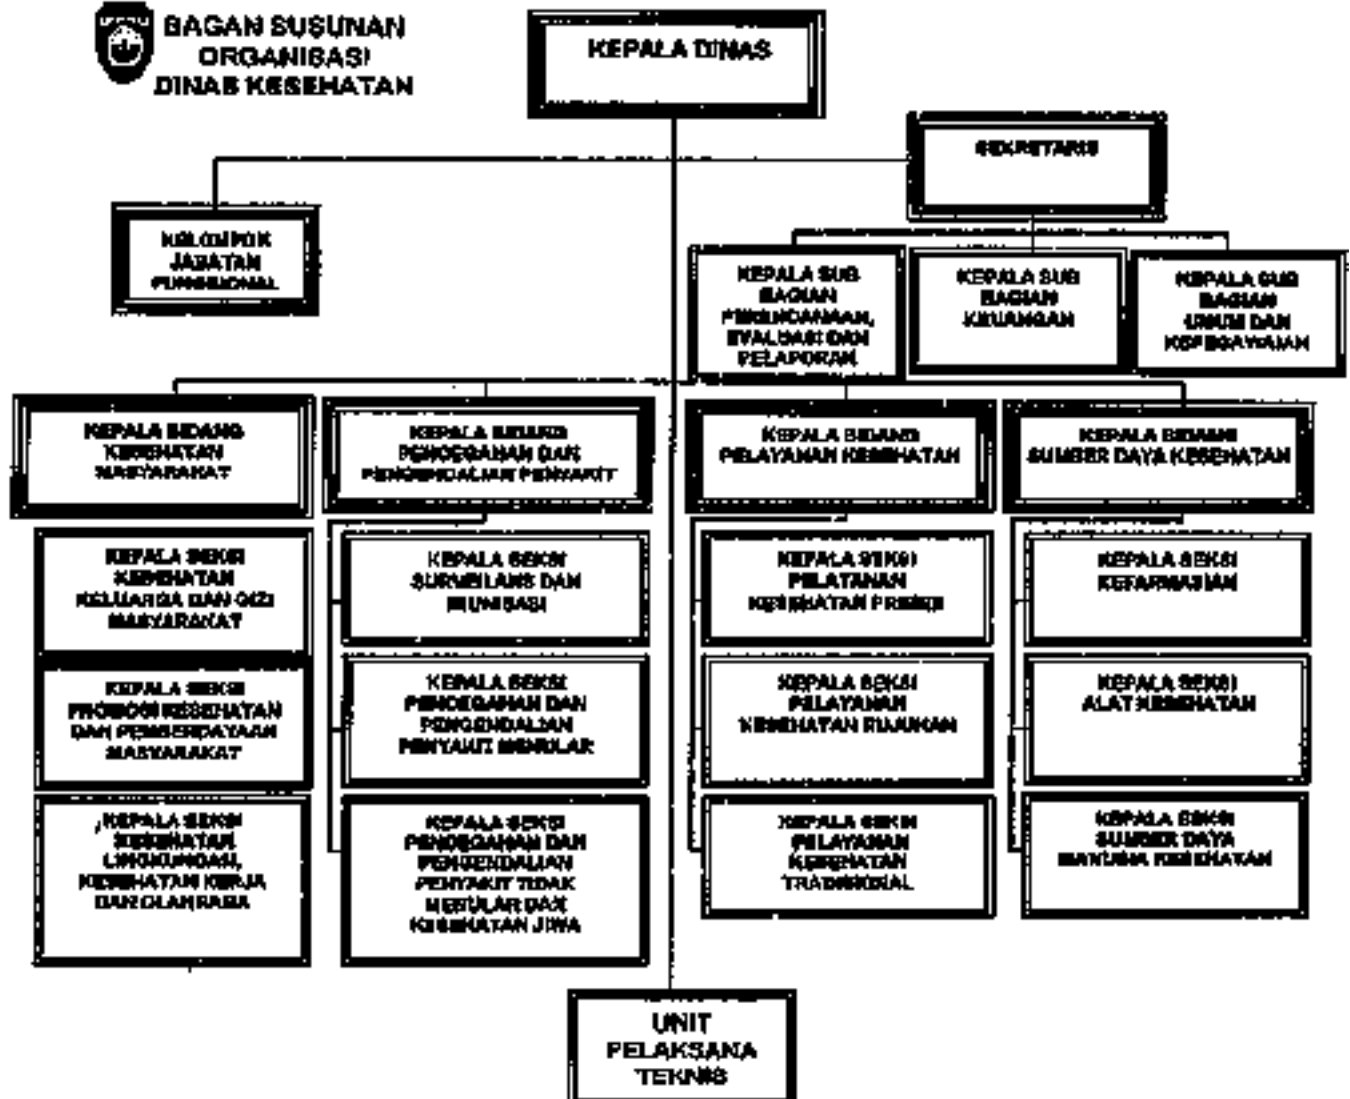 BAGAN SUSUNAN
ORGANISASI
DINAS KESEHATAN
KEPALA DINAS
SEKRETARIS
KELOMPOK
JABATAN
FUNGSIONAL
KEPALA SUB
BAGIAN
PERENCANAAN,
EVALUASI DAN
PELAPORAN
KEPALA SUB
BAGIAN
KEUANGAN
KEPALA SUB
BAGIAN
UMUM DAN
KEPEGAWAIAN
KEPALA BIDANG
KESEHATAN
MASYARAKAT
KEPALA BIDANG
PENCEGAHAN DAN
PENGENDALIAN PENYAKIT
KEPALA BIDANG
PELAYANAN KESEHATAN
KEPALA BIDANG
SUMBER DAYA KESEHATAN
KEPALA SEKSI
KESEHATAN
KELUARGA DAN GIZI
MASYARAKAT
KEPALA SEKSI
SURVEILANS DAN
IMUNISASI
KEPALA SEKSI
PELAYANAN
KESEHATAN PRIMER
KEPALA SEKSI
KEFARMASIAN
KEPALA SEKSI
PROMOSI KESEHATAN
DAN PEMBERDAYAAN
MASYARAKAT
KEPALA SEKSI
PENCEGAHAN DAN
PENGENDALIAN
PENYAKIT MENULAR
KEPALA SEKSI
PELAYANAN
KESEHATAN RUJUKAN
KEPALA SEKSI
ALAT KESEHATAN
KEPALA SEKSI
KESEHATAN
LINGKUNGAN,
KESEHATAN KERJA
DAN OLAHRAGA
KEPALA SEKSI
PENCEGAHAN DAN
PENGENDALIAN
PENYAKIT TIDAK
MENULAR DAN
KESEHATAN JIWA
KEPALA SEKSI
PELAYANAN
KESEHATAN
TRADISIONAL
KEPALA SEKSI
SUMBER DAYA
MANUSIA KESEHATAN
UNIT
PELAKSANA
TEKNIS